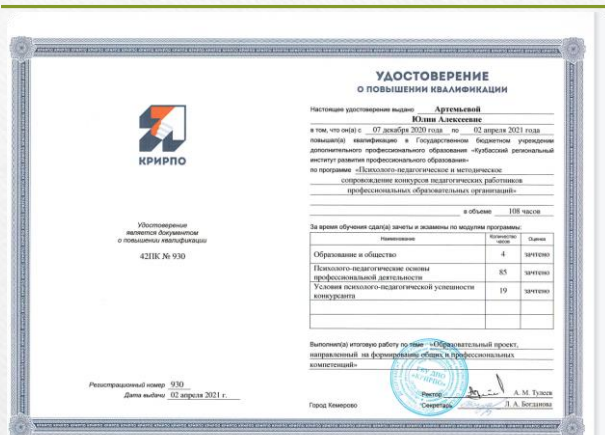 КРИРПО
Удостоверение
является документом
о повышении квалификации
42ПК № 930
Регистрационный номер 930
Дата выдачи 02 апреля 2021 г.
УДОСТОВЕРЕНИЕ
О ПОВЫШЕНИИ КВАЛИФИКАЦИИ
Настоящее удостоверение выдано Артемьевой
Юлии Алексеевне
в том, что он(а) с 07 декабря 2020 года по 02 апреля 2021 года
повышал(а) квалификацию в Государственном бюджетном учреждении
дополнительного профессионального образования «Кузбасский региональный
институт развития профессионального образования»
по программе «Психолого-педагогическое и методическое
сопровождение конкурсов педагогических работников
профессиональных образовательных организаций»
в объеме 108 часов
За время обучения сдал(а) зачеты и экзамены по модулям программы:
Наименование Количество часов Оценка
Образование и общество 4 зачтено
Психолого-педагогические основы
профессиональной деятельности 85 зачтено
Условия психолого-педагогической успешности
конкурсанта 19 зачтено
Выполнил(а) итоговую работу по теме «Образовательный проект,
направленный на формирование общих и профессиональных
компетенций»
ГБУ ДПО
«КРИРПО»
Ректор А. М. Тулеев
Город Кемерово Секретарь Л. А. Богданова